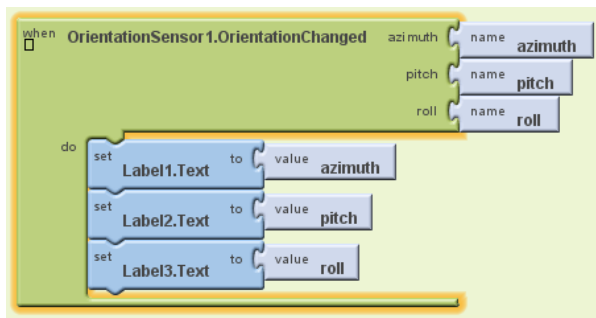 when OrientationSensor1.OrientationChanged azimuth name azimuth
pitch name pitch
roll name roll
do
set Label1.Text to value azimuth
set Label2.Text to value pitch
set Label3.Text to value roll